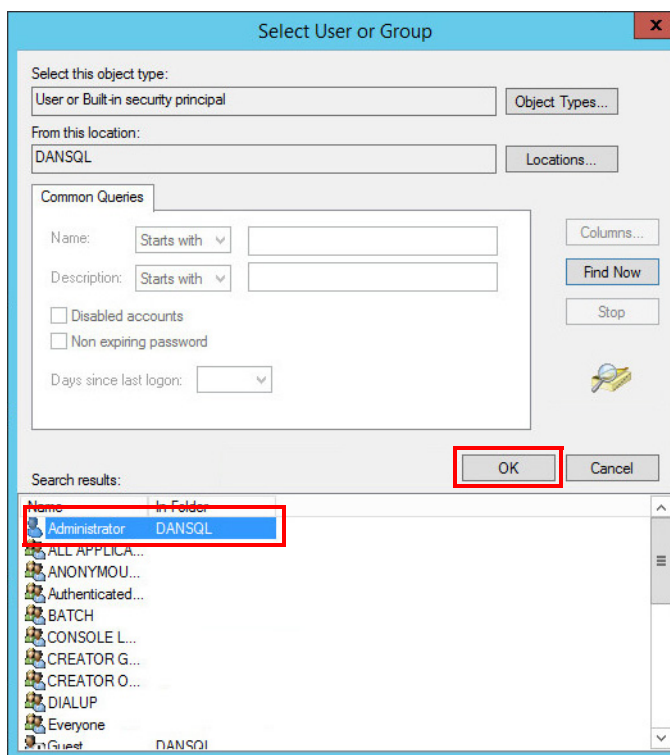 Select User or Group
x
Select this object type:
User or Built-in security principal
Object Types...
From this location:
DANSQL
Locations...
Common Queries
Name:
Starts with
Columns...
Description:
Starts with
Find Now
Disabled accounts
Stop
Non expiring password
Days since last logon:
OK
Cancel
Search results:
Name In Folder
Administrator DANSQL
ALL APPLICA...
ANONYMOU...
Authenticated...
BATCH
CONSOLE L...
CREATOR G...
CREATOR O...
DIALUP
Everyone
Guest DANSQL